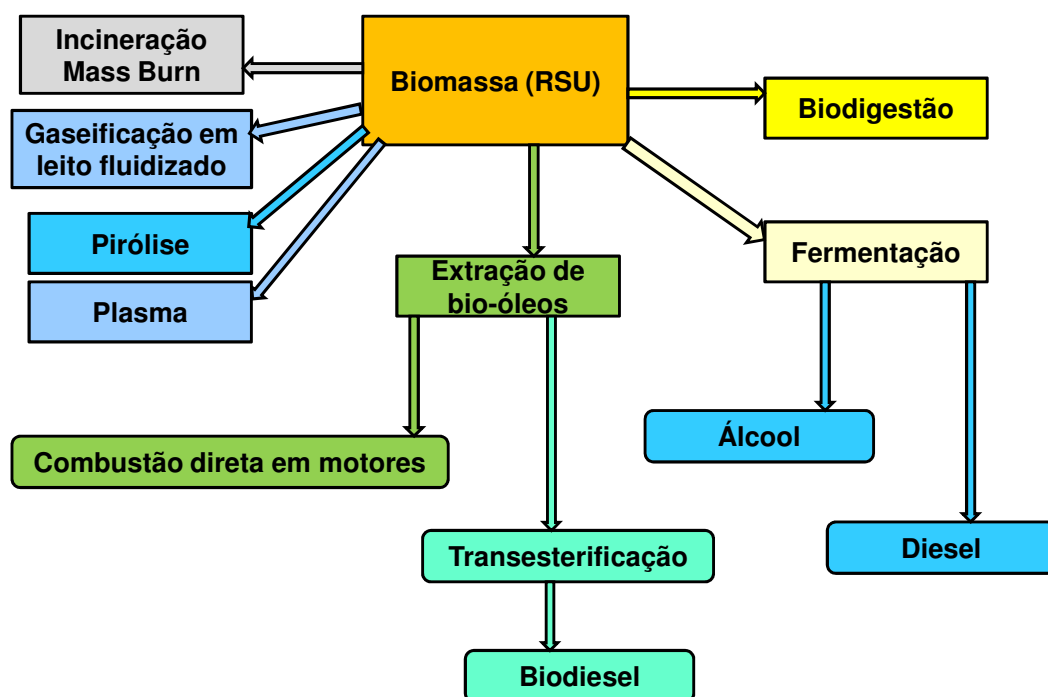 Incineração
Mass Burn
Biomassa (RSU)
Biodigestão
Gaseificação em
leito fluidizado
Pirólise
Fermentação
Extração de
bio-óleos
Plasma
Álcool
Combustão direta em motores
Diesel
Transesterificação
Biodiesel